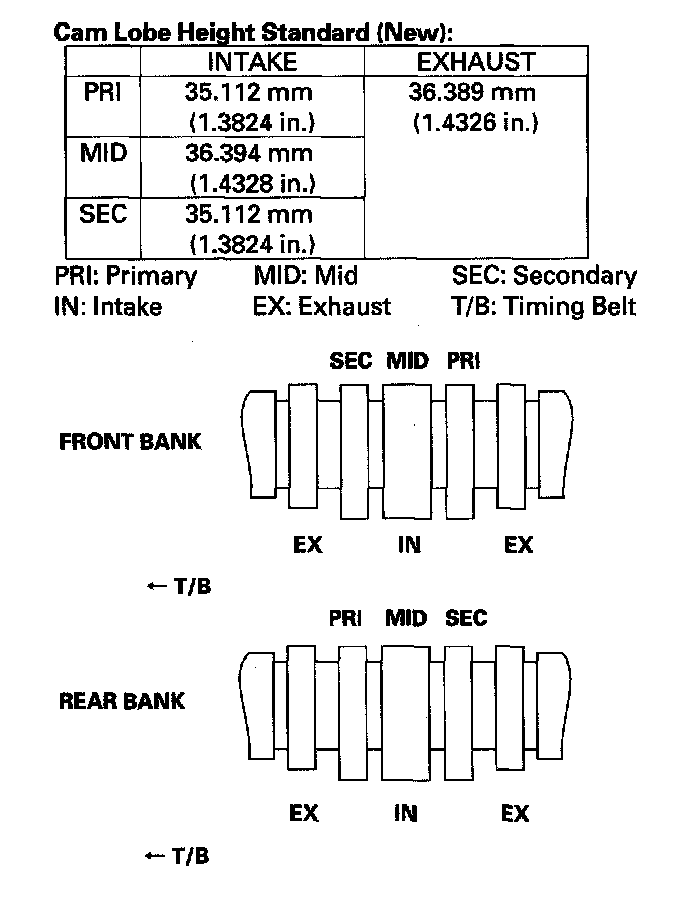 Cam Lobe Height Standard (New):
INTAKE EXHAUST
PRI 35.112 mm 36.389 mm
(1.3824 in.) (1.4326 in.)
MID 36.394 mm
(1.4328 in.)
SEC 35.112 mm
(1.3824 in.)
PRI: Primary MID: Mid SEC: Secondary
IN: Intake EX: Exhaust T/B: Timing Belt
SEC MID PRI
FRONT BANK
EX IN EX
← T/B
PRI MID SEC
REAR BANK
EX IN EX
← T/B